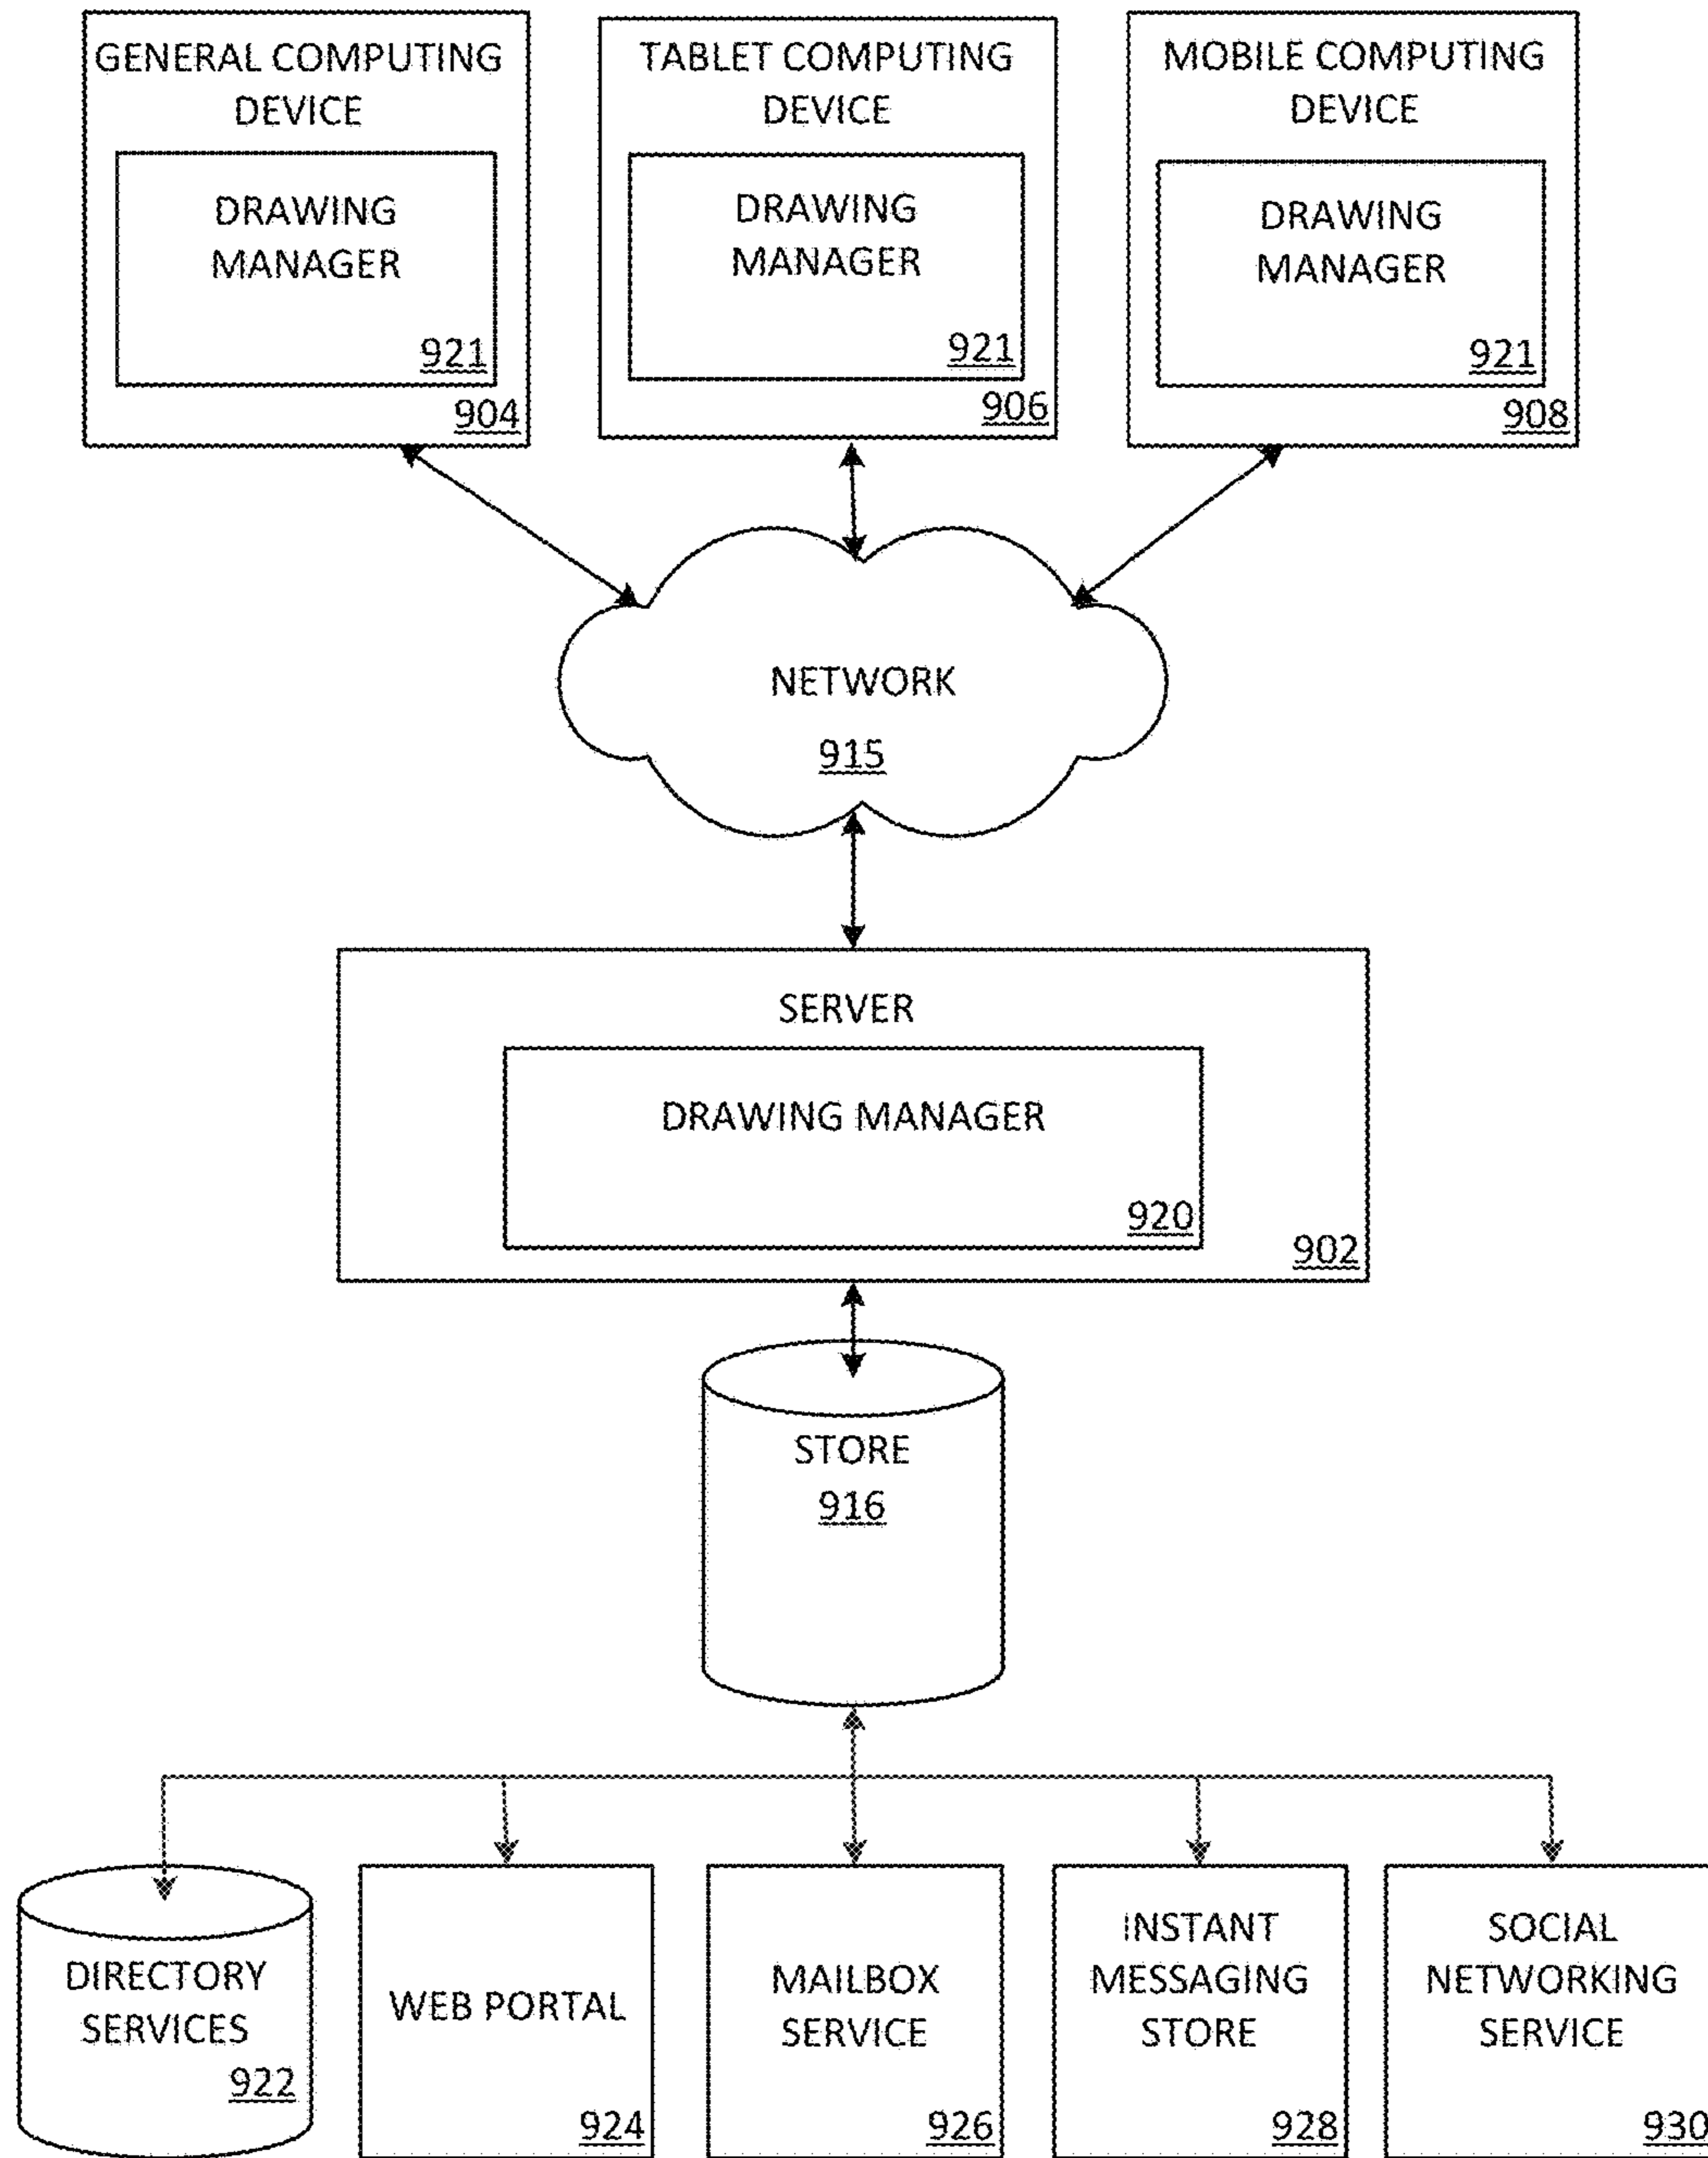 GENERAL COMPUTING
DEVICE
DRAWING
MANAGER
921
904
TABLET COMPUTING
DEVICE
DRAWING
MANAGER
921
906
MOBILE COMPUTING
DEVICE
DRAWING
MANAGER
921
908
NETWORK
915
SERVER
DRAWING MANAGER
920
902
STORE
916
DIRECTORY
SERVICES
922
WEB PORTAL
924
MAILBOX
SERVICE
926
INSTANT
MESSAGING
STORE
928
SOCIAL
NETWORKING
SERVICE
930